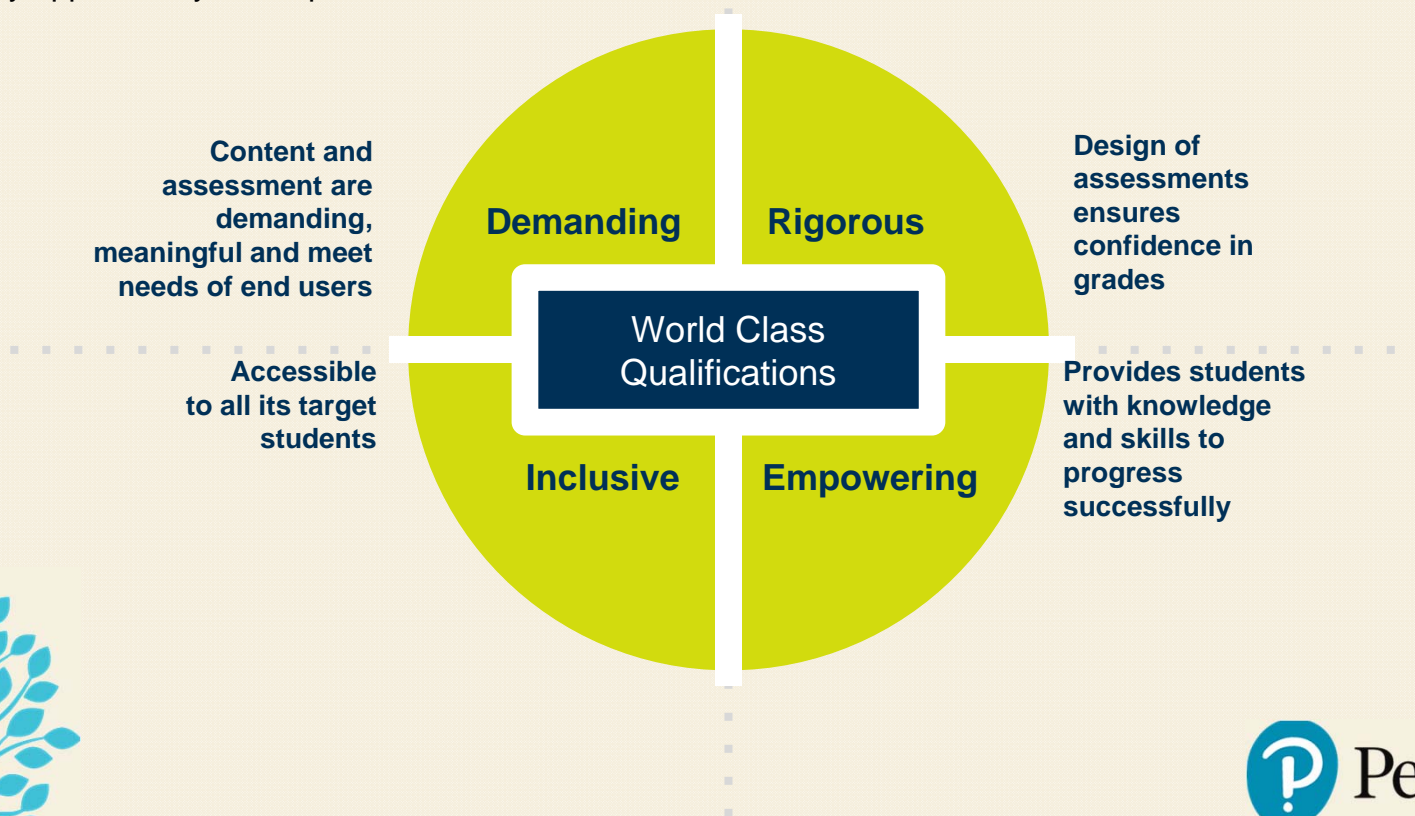 Content and
assessment are
demanding,
meaningful and meet
needs of end users
Demanding
Rigorous
Design of
assessments
ensures
confidence in
grades
World Class
Qualifications
Accessible
to all its target
students
Inclusive
Empowering
Provides students
with knowledge
and skills to
progress
successfully
Pe